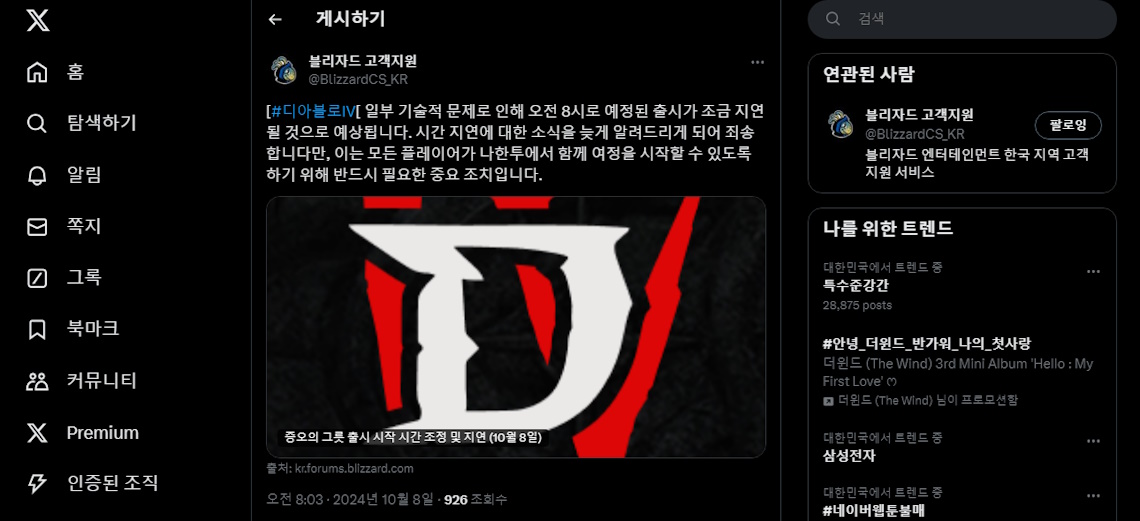 홈
탐색하기
알림
쪽지
그록
북마크
커뮤니티
Premium
인증된 조직
게시하기
블리자드 고객지원
@BlizzardCS_KR
[#디아블로IV[ 일부 기술적 문제로 인해 오전 8시로 예정된 출시가 조금 지연
될 것으로 예상됩니다. 시간 지연에 대한 소식을 늦게 알려드리게 되어 죄송
합니다만, 이는 모든 플레이어가 나한투에서 함께 여정을 시작할 수 있도록
하기 위해 반드시 필요한 중요 조치입니다.
증오의 그릇 출시 시작 시간 조정 및 지연 (10월 8일)
출처: kr.forums.blizzard.com
오전 8:03 · 2024년 10월 8일 · 926 조회수
검색
연관된 사람
블리자드 고객지원
@BlizzardCS_KR
팔로잉
블리자드 엔터테인먼트 한국 지역 고객
지원 서비스
나를 위한 트렌드
대한민국에서 트렌드 중
특수준강간
28,875 posts
#안녕_더윈드_반가워_나의_첫사랑
더윈드 (The Wind) 3rd Mini Album 'Hello : My
First Love' ♡
더윈드 (The Wind) 님이 프로모션함
대한민국에서 트렌드 중
삼성전자
대한민국에서 트렌드 중
#네이버웹툰불매